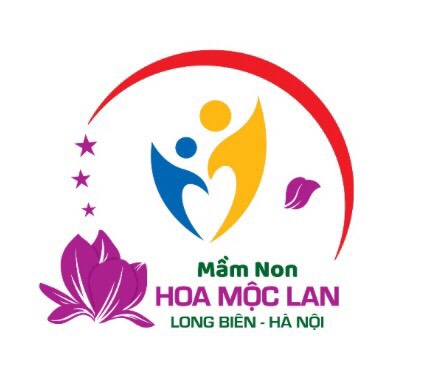 Mầm Non
HOA MỘC LAN
LONG BIÊN - HÀ NỘI